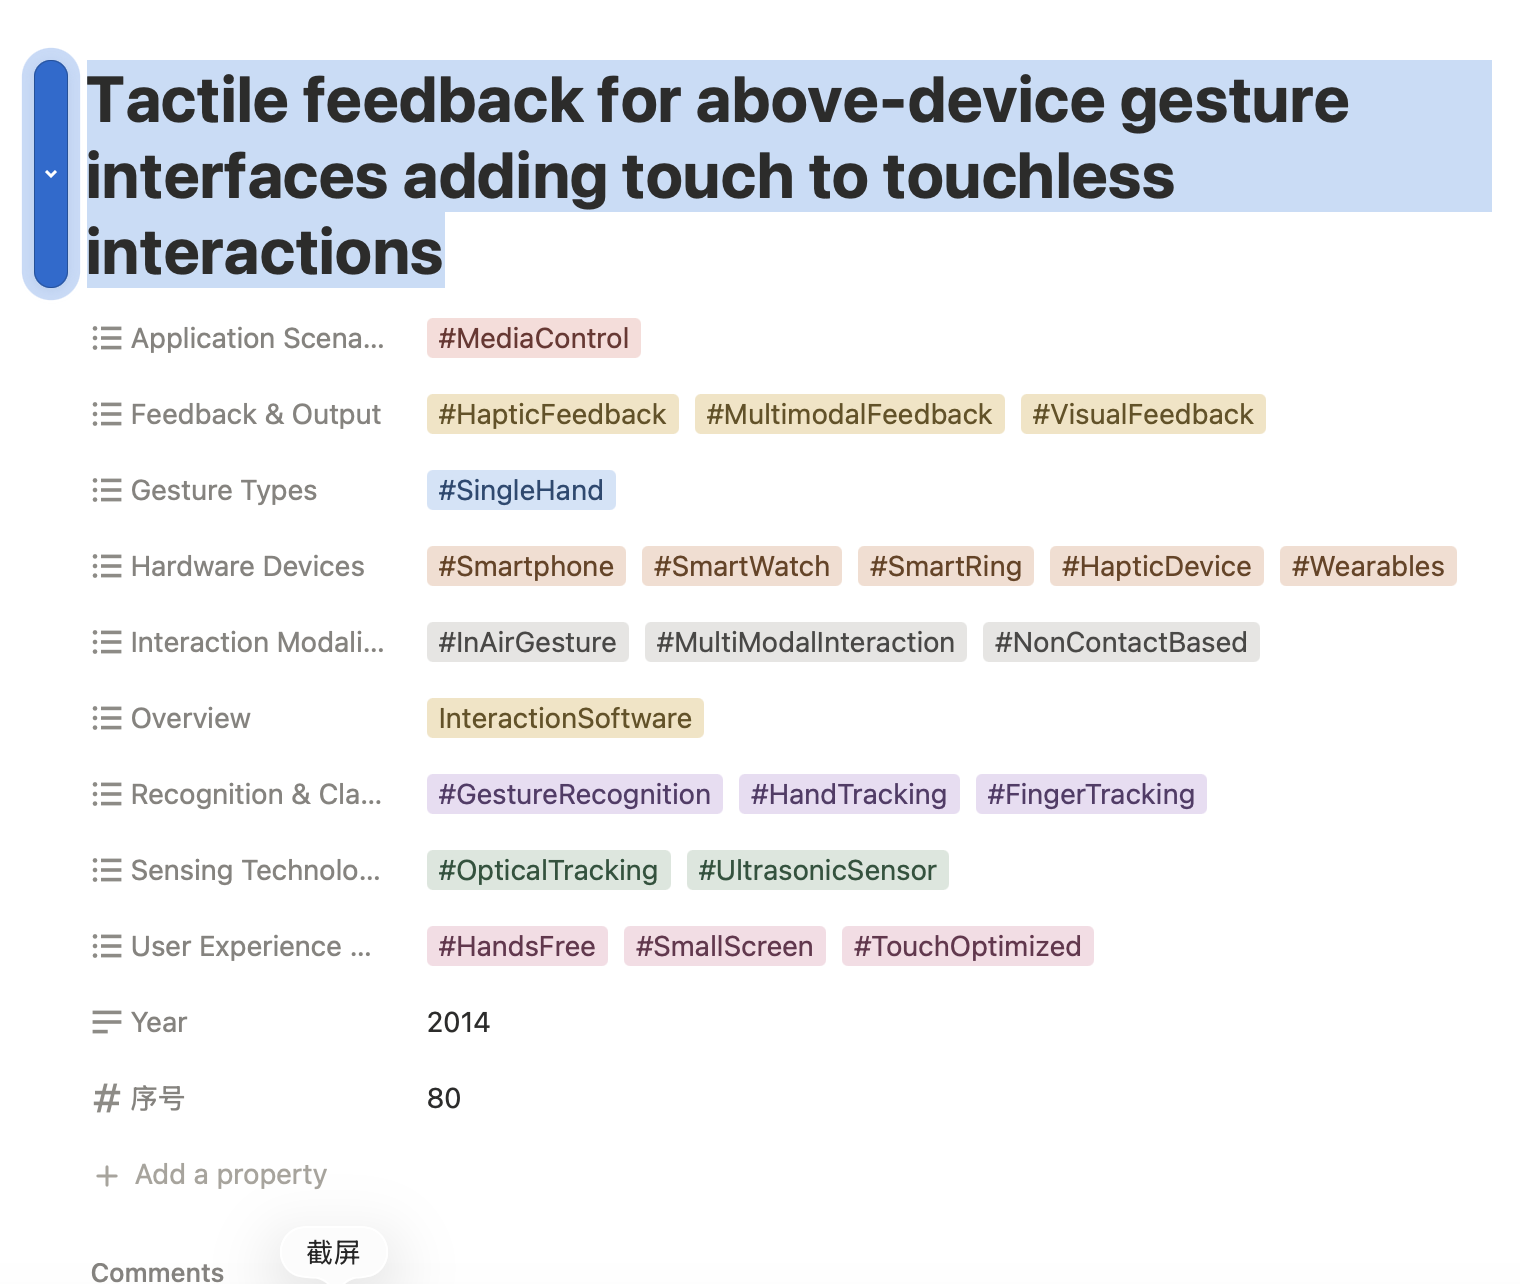 Tactile feedback for above-device gesture
interfaces adding touch to touchless
interactions
Application Scena... #MediaControl
Feedback & Output #HapticFeedback #MultimodalFeedback #VisualFeedback
Gesture Types #SingleHand
Hardware Devices #Smartphone #SmartWatch #SmartRing #HapticDevice #Wearables
Interaction Modali... #InAirGesture #MultiModalInteraction #NonContactBased
Overview InteractionSoftware
Recognition & Cla... #GestureRecognition #HandTracking #FingerTracking
Sensing Technolo... #OpticalTracking #UltrasonicSensor
User Experience ... #HandsFree #SmallScreen #TouchOptimized
Year 2014
序号 80
Add a property
截屏
Comments